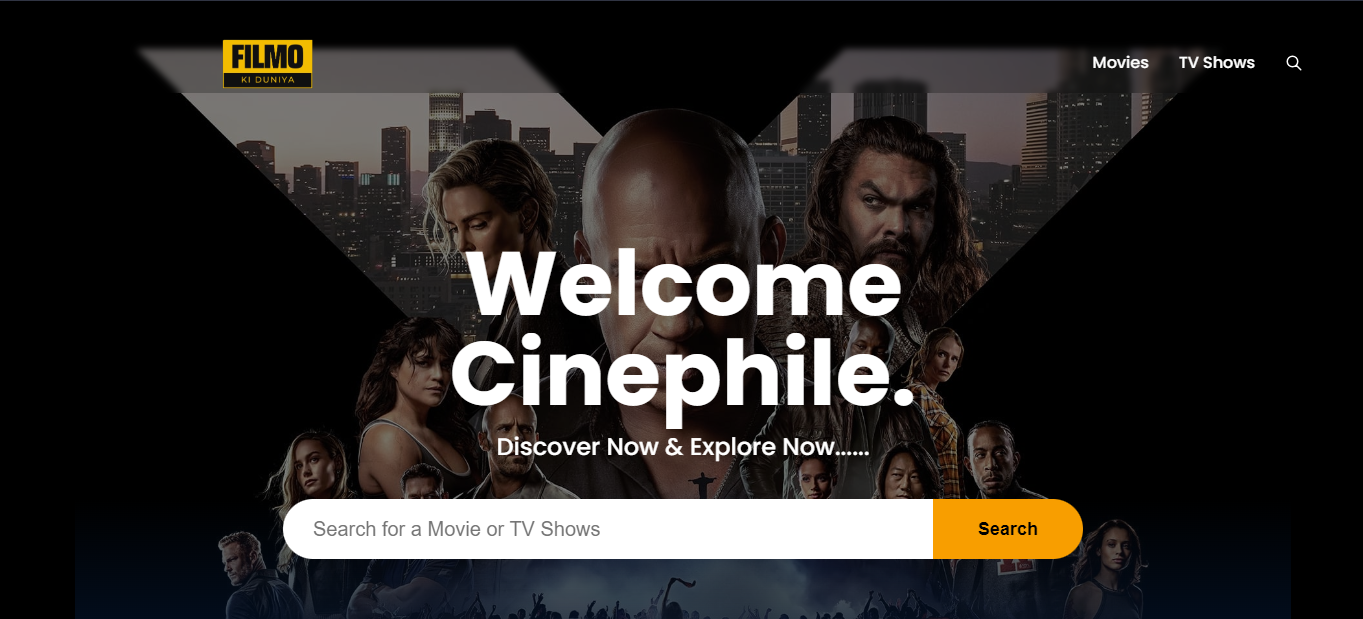 FILMO
KI DUNIYA
Movies
TV Shows
Welcome
Cinephile.
Discover Now & Explore Now......
Search for a Movie or TV Shows
Search